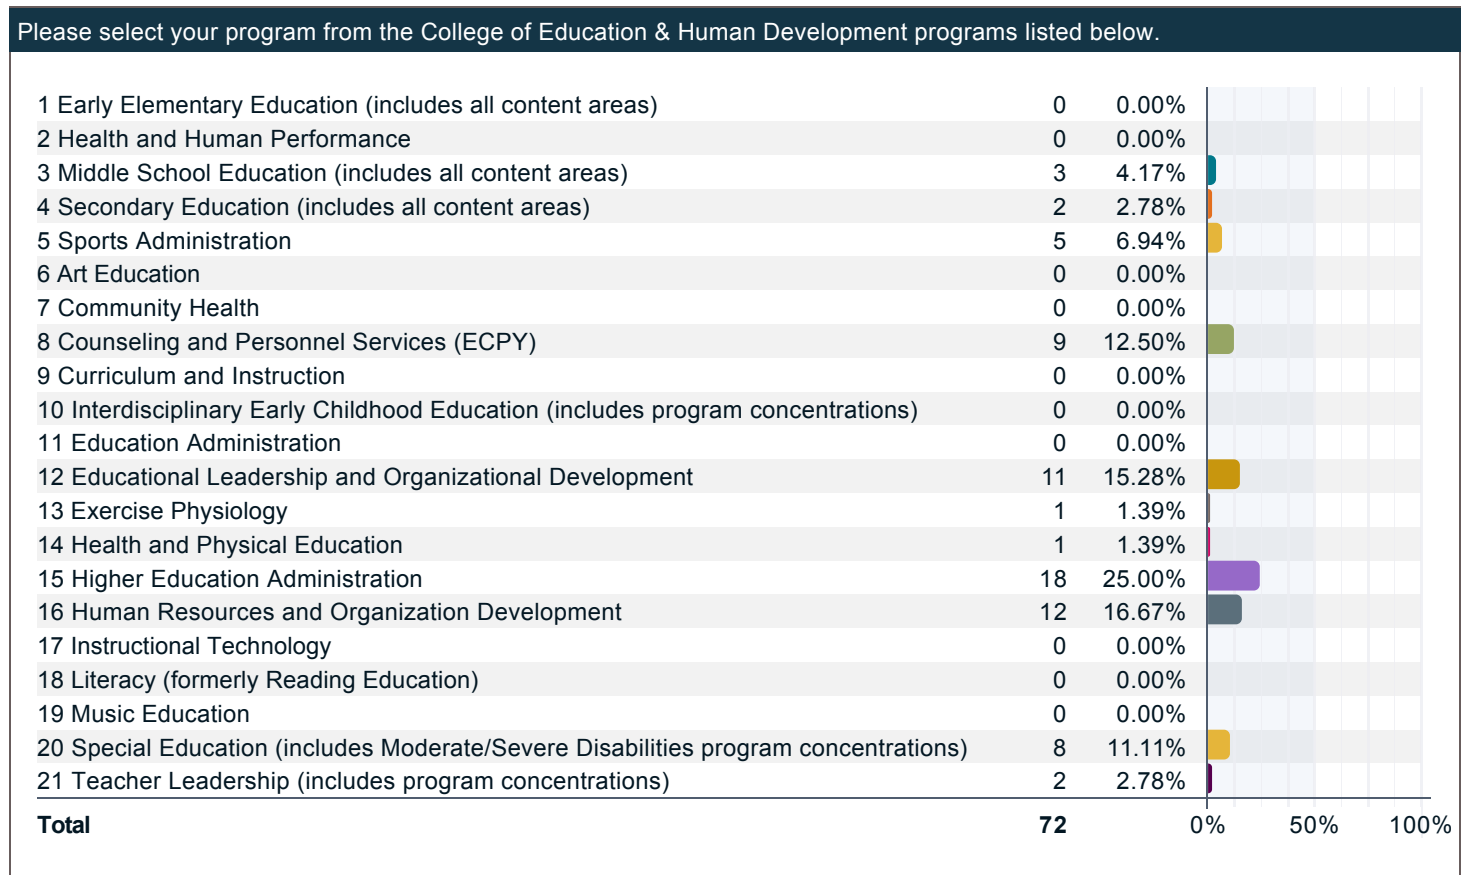 Please select your program from the College of Education & Human Development programs listed below.
1 Early Elementary Education (includes all content areas) 0 0.00%
2 Health and Human Performance 0 0.00%
3 Middle School Education (includes all content areas) 3 4.17%
4 Secondary Education (includes all content areas) 2 2.78%
5 Sports Administration 5 6.94%
6 Art Education 0 0.00%
7 Community Health 0 0.00%
8 Counseling and Personnel Services (ECPY) 9 12.50%
9 Curriculum and Instruction 0 0.00%
10 Interdisciplinary Early Childhood Education (includes program concentrations) 0 0.00%
11 Education Administration 0 0.00%
12 Educational Leadership and Organizational Development 11 15.28%
13 Exercise Physiology 1 1.39%
14 Health and Physical Education 1 1.39%
15 Higher Education Administration 18 25.00%
16 Human Resources and Organization Development 12 16.67%
17 Instructional Technology 0 0.00%
18 Literacy (formerly Reading Education) 0 0.00%
19 Music Education 0 0.00%
20 Special Education (includes Moderate/Severe Disabilities program concentrations) 8 11.11%
21 Teacher Leadership (includes program concentrations) 2 2.78%
Total 72 0% 50% 100%